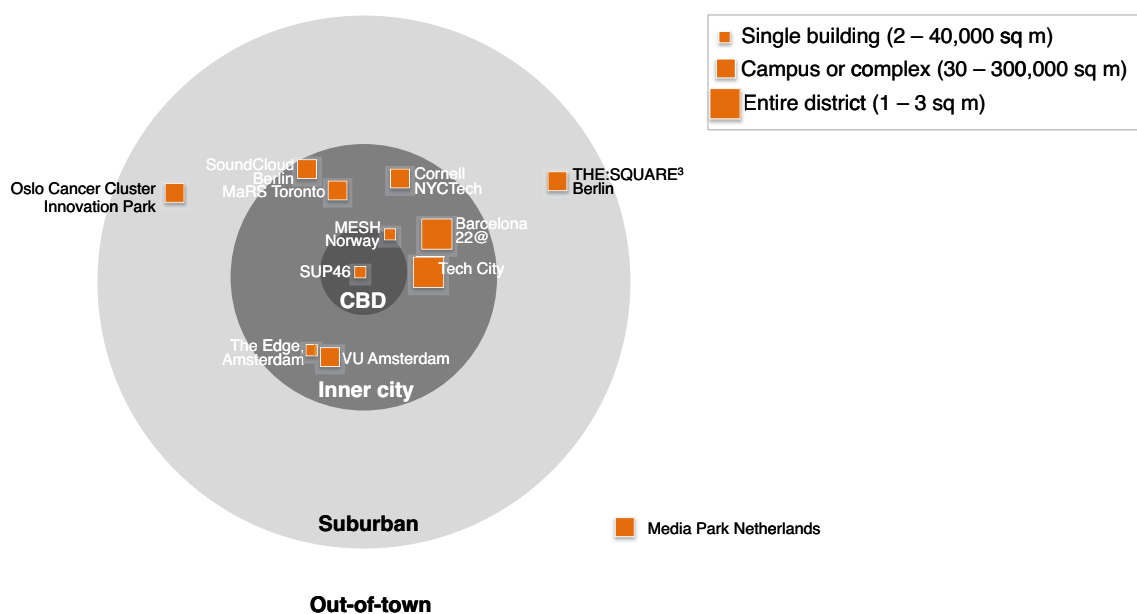 Single building (2 – 40,000 sq m)
Campus or complex (30 – 300,000 sq m)
Entire district (1 – 3 sq m)
SoundCloud
Berlin
MaRS Toronto
Cornell
NYCTech
THE:SQUARE³
Berlin
Oslo Cancer Cluster
Innovation Park
MESH
Norway
Barcelona
22@
SUP46
Tech City
CBD
The Edge,
Amsterdam
VU Amsterdam
Inner city
Suburban
Media Park Netherlands
Out-of-town